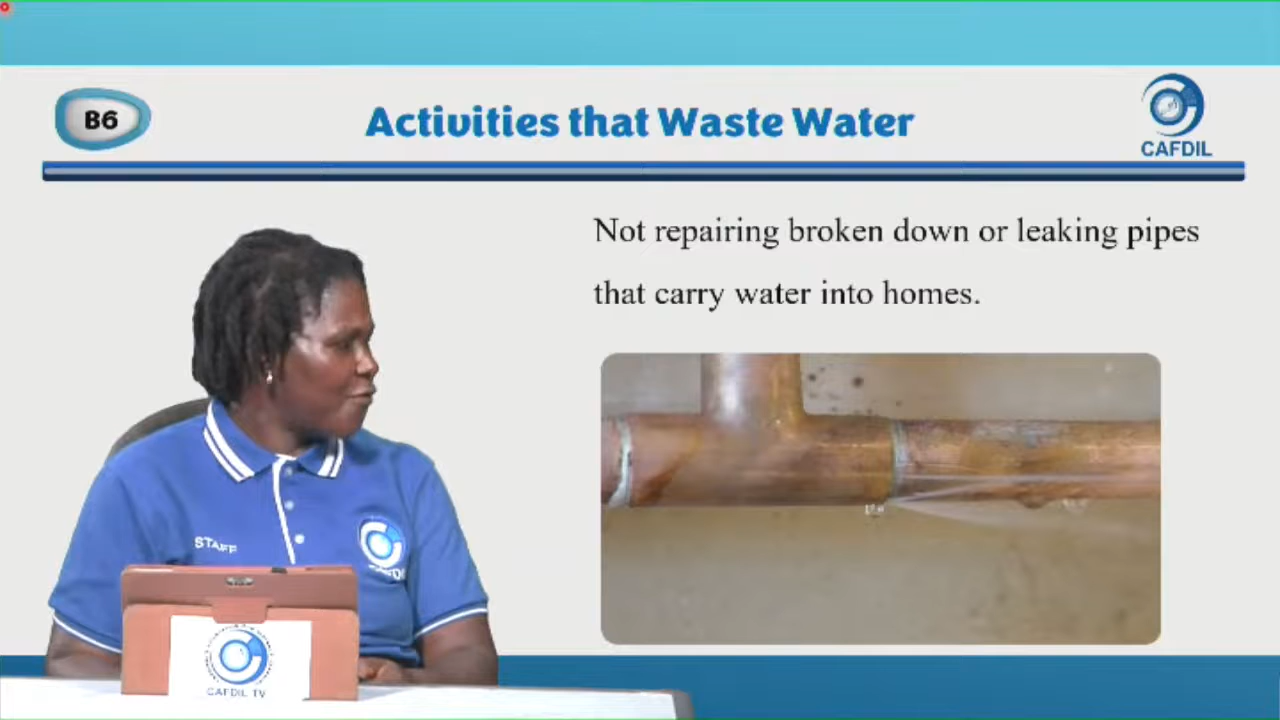 B6
Activities that Waste Water
CAFDIL
Not repairing broken down or leaking pipes
that carry water into homes.
STAFF
CAFDIL TV